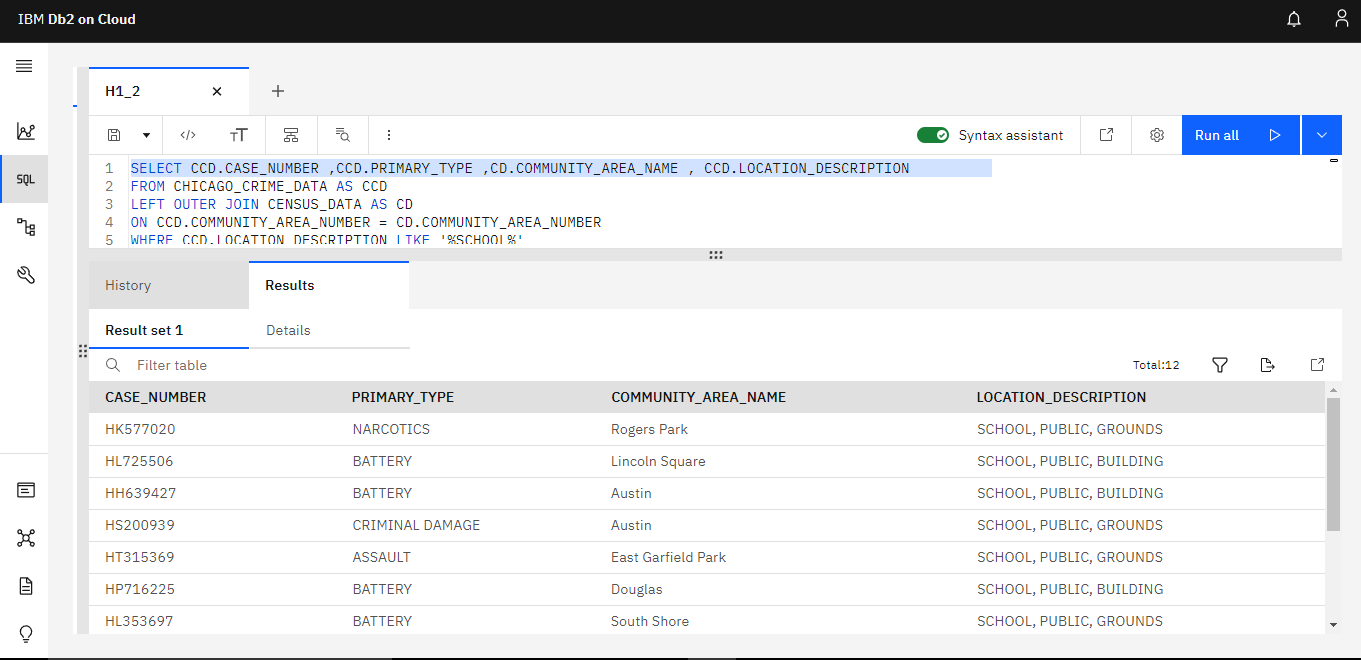 IBM Db2 on Cloud
H1_2
Syntax assistant
Run all
1 SELECT CCD.CASE_NUMBER ,CCD.PRIMARY_TYPE ,CD.COMMUNITY_AREA_NAME , CCD.LOCATION_DESCRIPTION
2 FROM CHICAGO_CRIME_DATA AS CCD
3 LEFT OUTER JOIN CENSUS_DATA AS CD
4 ON CCD.COMMUNITY_AREA_NUMBER = CD.COMMUNITY_AREA_NUMBER
5 WHERE CCD.LOCATION_DESCRIPTION LIKE '%SCHOOL%'
SQL
History Results
Result set 1 Details
Filter table Total:12
CASE_NUMBER PRIMARY_TYPE COMMUNITY_AREA_NAME LOCATION_DESCRIPTION
HK577020 NARCOTICS Rogers Park SCHOOL, PUBLIC, GROUNDS
HL725506 BATTERY Lincoln Square SCHOOL, PUBLIC, BUILDING
HH639427 BATTERY Austin SCHOOL, PUBLIC, BUILDING
HS200939 CRIMINAL DAMAGE Austin SCHOOL, PUBLIC, GROUNDS
HT315369 ASSAULT East Garfield Park SCHOOL, PUBLIC, GROUNDS
HP716225 BATTERY Douglas SCHOOL, PUBLIC, BUILDING
HL353697 BATTERY South Shore SCHOOL, PUBLIC, GROUNDS